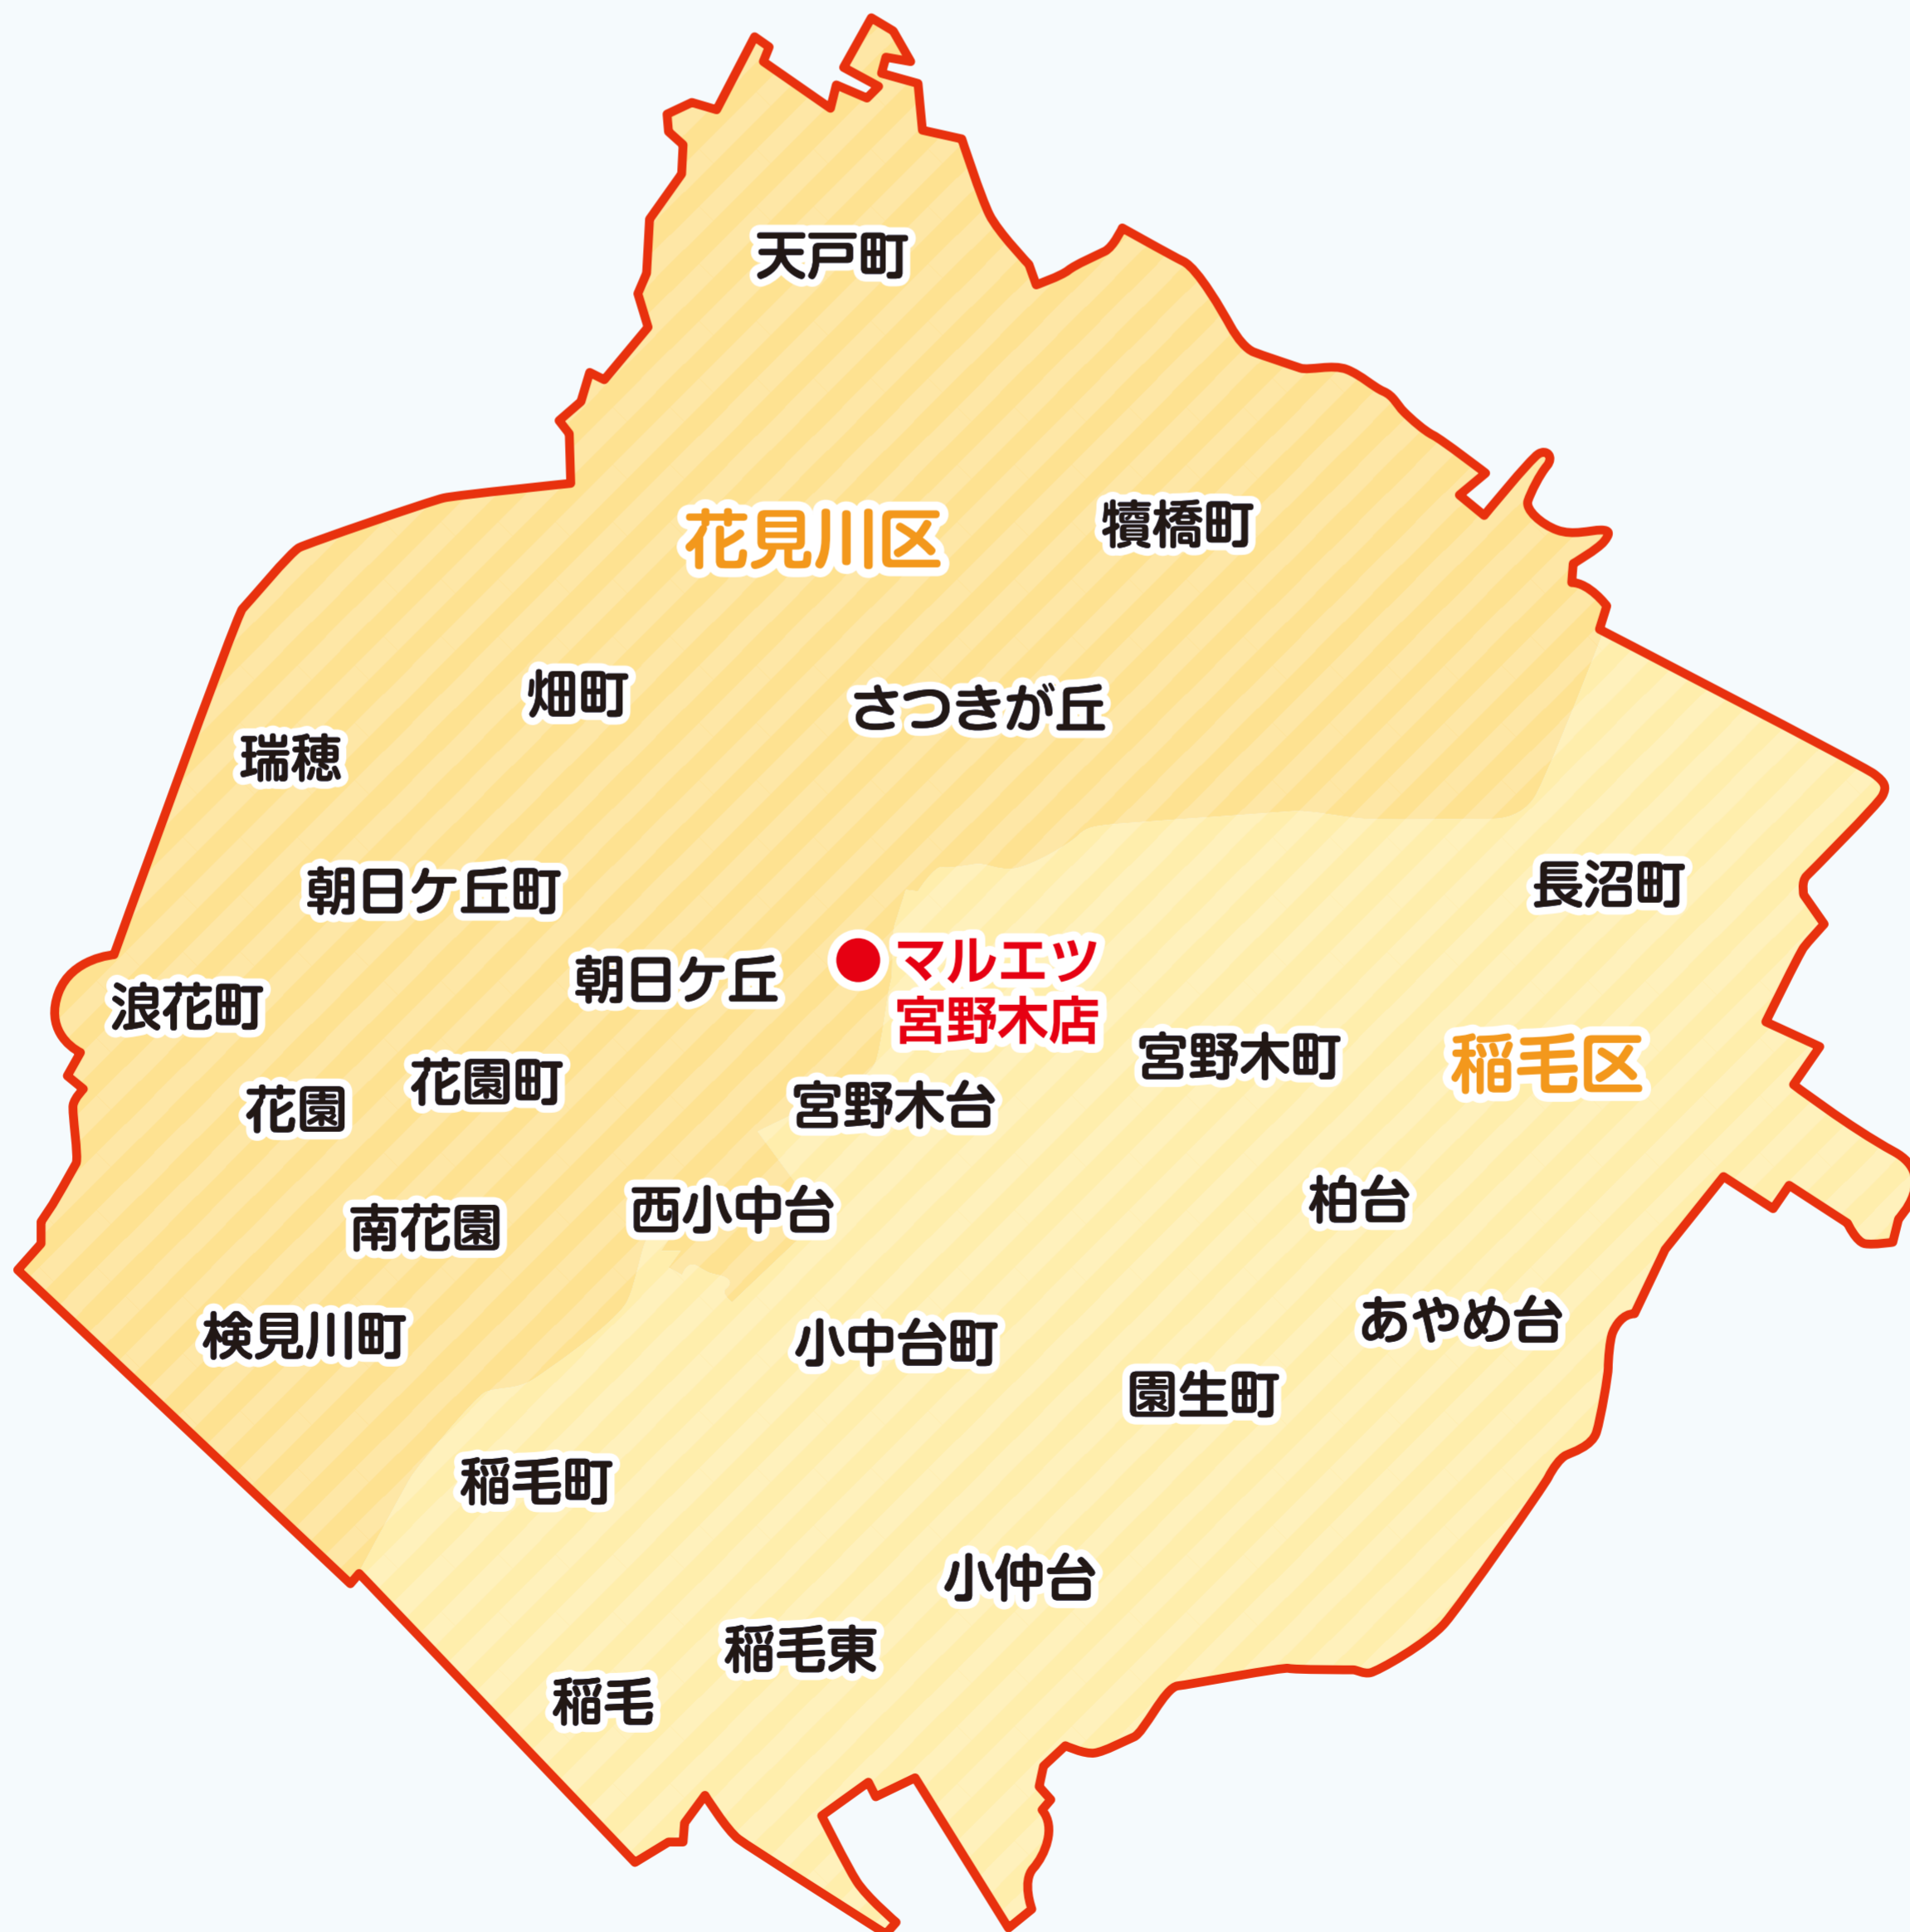 天戸町
花見川区
犢橋町
畑町
さつきが丘
瑞穂
朝日ケ丘町
長沼町
マルエツ
宮野木店
朝日ケ丘
浪花町
宮野木町
稲毛区
花園町
花園
宮野木台
柏台
西小中台
南花園
あやめ台
検見川町
小中台町
園生町
稲毛町
小仲台
稲毛東
稲毛